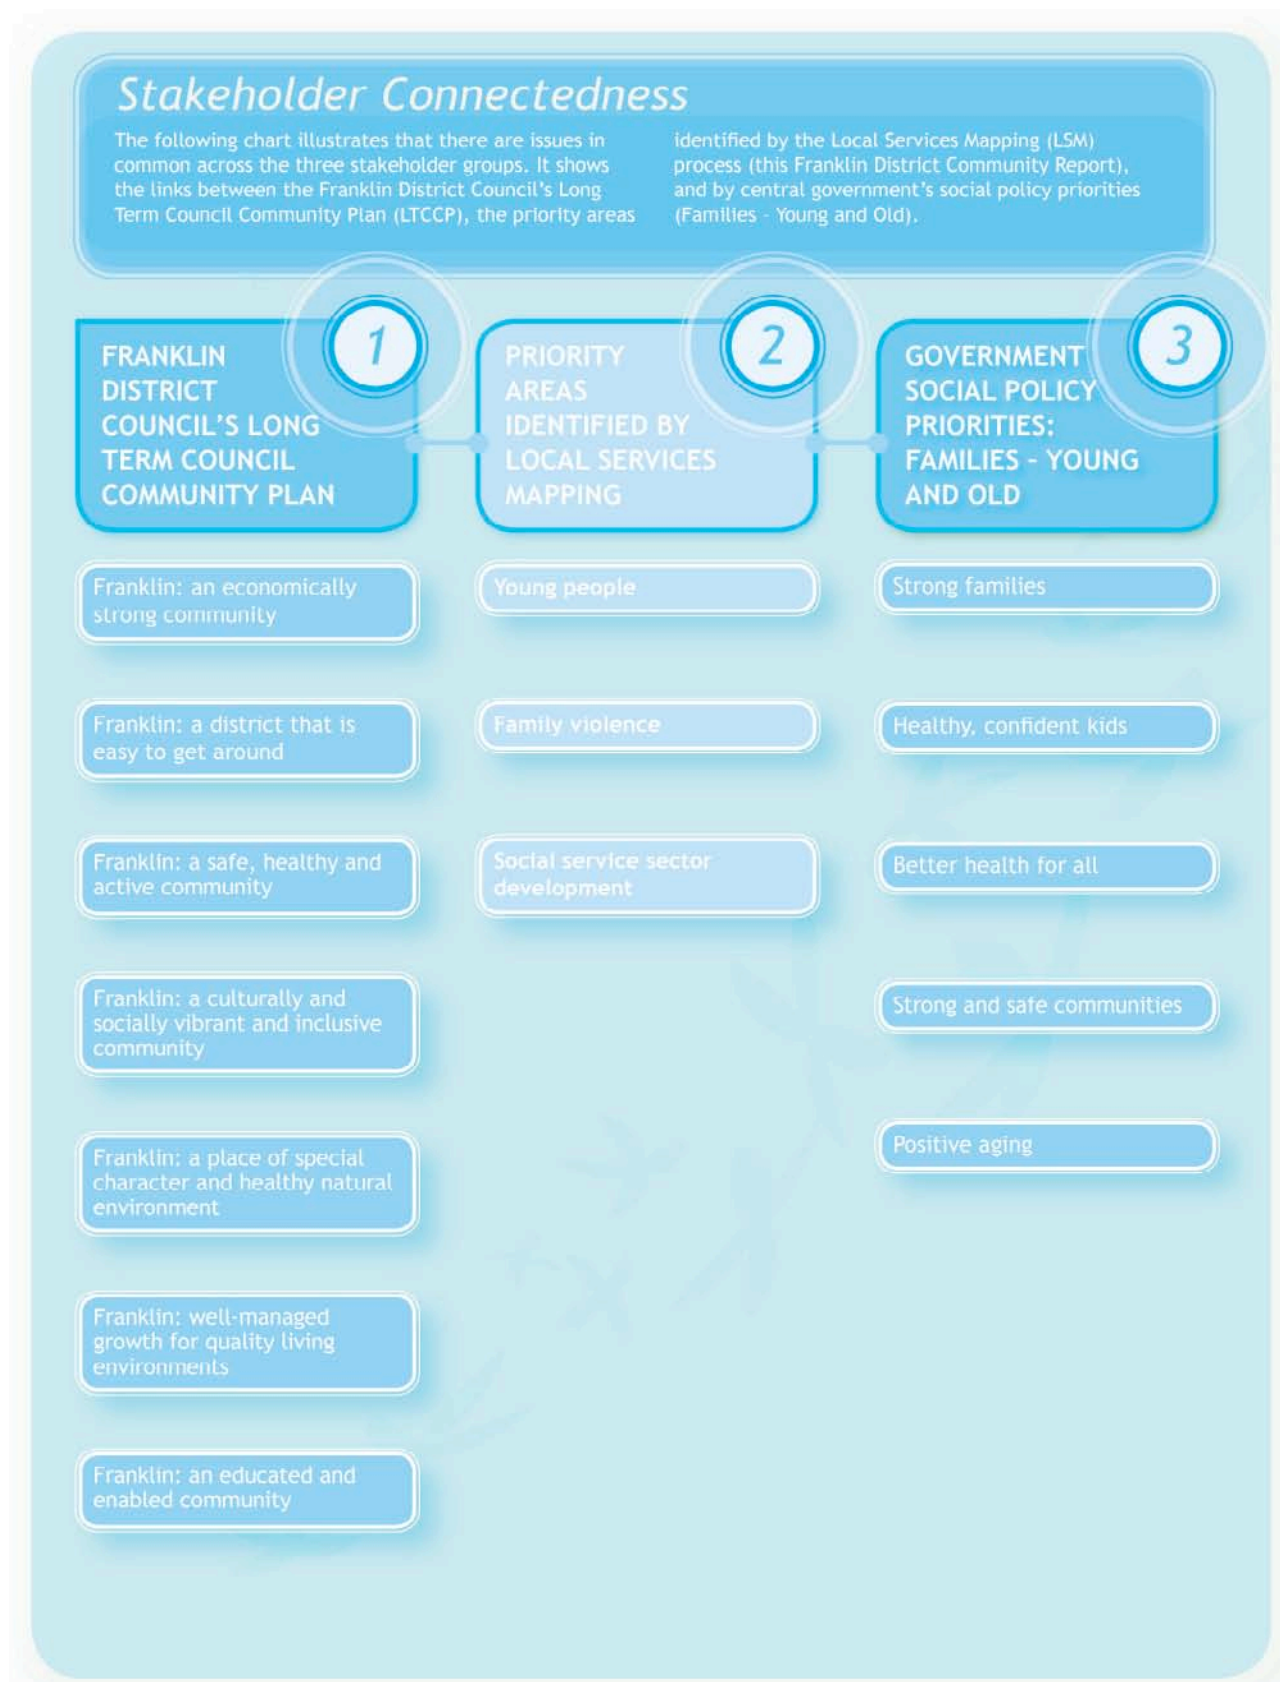 Stakeholder Connectedness
The following chart illustrates that there are issues in
common across the three stakeholder groups. It shows
the links between the Franklin District Council's Long
Term Council Community Plan (LTCCP), the priority areas
identified by the Local Services Mapping (LSM)
process (this Franklin District Community Report),
and by central government's social policy priorities
(Families - Young and Old).
1
FRANKLIN
DISTRICT
COUNCIL'S LONG
TERM COUNCIL
COMMUNITY PLAN
2
PRIORITY
AREAS
IDENTIFIED BY
LOCAL SERVICES
MAPPING
3
GOVERNMENT
SOCIAL POLICY
PRIORITIES:
FAMILIES – YOUNG
AND OLD
Franklin: an economically
strong community
Franklin: a district that is
easy to get around
Franklin: a safe, healthy and
active community
Franklin: a culturally and
socially vibrant and inclusive
community
Franklin: a place of special
character and healthy natural
environment
Franklin: well-managed
growth for quality living
environments
Franklin: an educated and
enabled community
Young people
Family violence
Social service sector
development
Strong families
Healthy, confident kids
Better health for all
Strong and safe communities
Positive aging